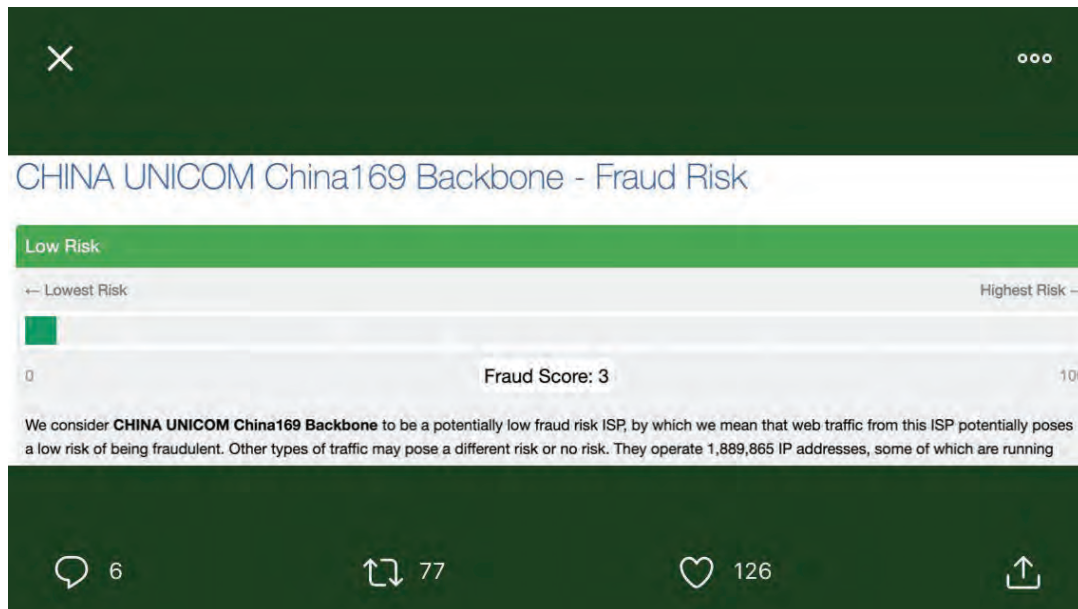 CHINA UNICOM China169 Backbone - Fraud Risk
Low Risk
← Lowest Risk
Highest Risk –
0
Fraud Score: 3
100
We consider CHINA UNICOM China169 Backbone to be a potentially low fraud risk ISP, by which we mean that web traffic from this ISP potentially poses
a low risk of being fraudulent. Other types of traffic may pose a different risk or no risk. They operate 1,889,865 IP addresses, some of which are running
6
77
126